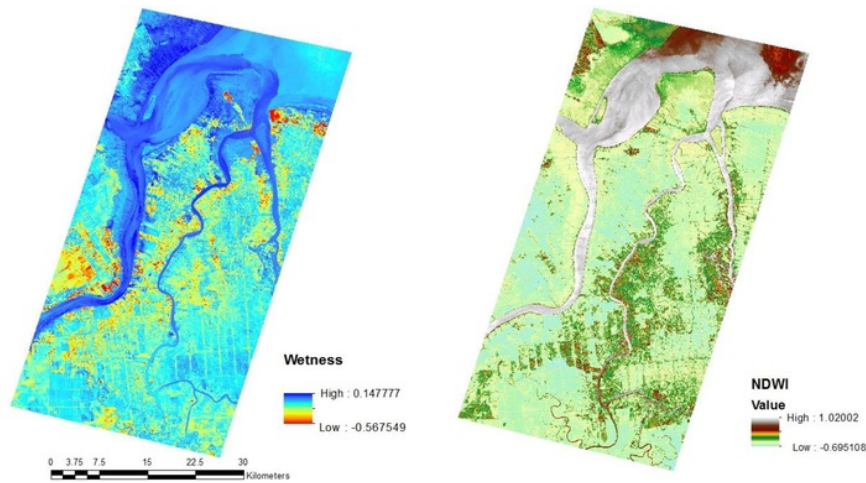 Wetness
High : 0.147777
Low : -0.567549
0 3.75 7.5 15 22.5 30
Kilometers
NDWI
Value
High : 1.02002
Low : -0.695108